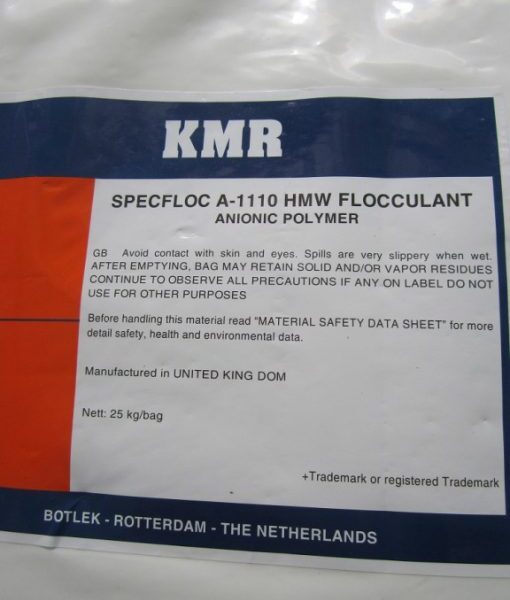 KMR
SPECFLOC A-1110 HMW FLOCCULANT
ANIONIC POLYMER
GB Avoid contact with skin and eyes. Spills are very slippery when wet.
AFTER EMPTYING, BAG MAY RETAIN SOLID AND/OR VAPOR RESIDUES
CONTINUE TO OBSERVE ALL PRECAUTIONS IF ANY ON LABEL DO NOT
USE FOR OTHER PURPOSES
Before handling this material read "MATERIAL SAFETY DATA SHEET" for more
detail safety, health and environmental data.
Manufactured in UNITED KING DOM
Nett: 25 kg/bag
+Trademark or registered Trademark
BOTLEK - ROTTERDAM - THE NETHERLANDS